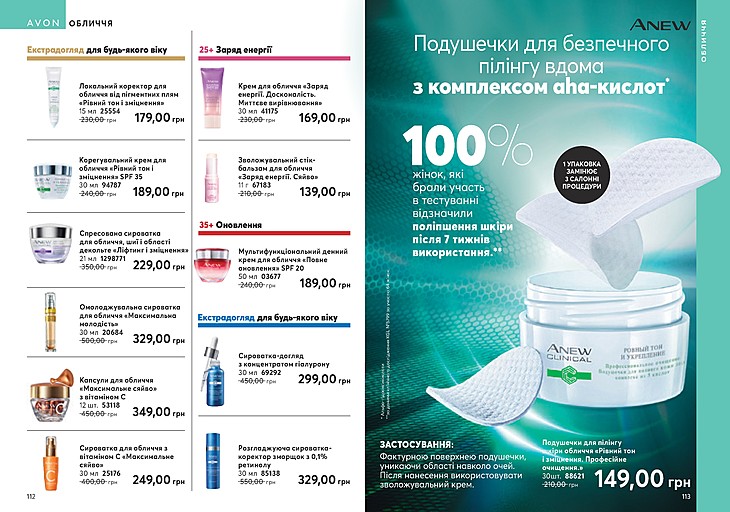 AVON ОБЛИЧЧЯ
Екстрадогляд для будь-якого віку
Локальний коректор для
обличчя від пігментних плям
«Рівний тон і зміцнення»
15 мл 25554
230,00 грн 179,00 грн
Корегувальний крем для
обличчя «Рівний тон і
зміцнення» SPF 35
30 мл 94787
240,00 грн 189,00 грн
Спресована сироватка
для обличчя, шиї і області
декольте «Ліфтинг і зміцнення»
21 мл 1298771
350,00 грн 229,00 грн
Омолоджувальна сироватка
для обличчя «Максимальна
молодість»
30 мл 20684
500,00 грн 329,00 грн
Капсули для обличчя
«Максимальне сяйво»
з вітаміном С
12 шт. 53118
450,00 грн 349,00 грн
Сироватка для обличчя з
вітаміном С «Максимальне
сяйво»
30 мл 25176
400,00 грн 249,00 грн
112
25+ Заряд енергії
Крем для обличчя «Заряд
енергії. Досконалість.
Миттєве вирівнювання»
30 мл 41175
230,00 грн 169,00 грн
Зволожувальний стік-
бальзам для обличчя
«Заряд енергії. Сяйво»
11 г 67183
210,00 грн 139,00 грн
35+ Оновлення
Мультифункціональний денний
крем для обличчя «Повне
оновлення» SPF 20
50 мл 03677
240,00 грн 189,00 грн
Екстрадогляд для будь-якого віку
Сироватка-догляд
з концентратом гіалурону
30 мл 69292
450,00 грн 299,00 грн
Розгладжуюча сироватка-
коректор зморщок з 0,1%
ретинолу
30 мл 85138
550,00 грн 329,00 грн
ANEW
ОБЛИЧЧЯ
Подушечки для безпечного
пілінгу вдома
з комплексом aha-кислот*
100%
жінок, які
брали участь
в тестуванні
відзначили
поліпшення шкіри
після 7 тижнів
використання.**
1 УПАКОВКА
ЗАМІНЮЄ
3 САЛОННІ
ПРОЦЕДУРИ
ANEW
CLINICAL
РОВНЫЙ ТОН
И УКРЕПЛЕНИЕ
Профессиональное очищение
ЗАСТОСУВАННЯ:
Фактурною поверхнею подушечки,
уникаючи області навколо очей.
Після нанесення використовувати
зволожувальний крем.
Подушечки для пілінгу
шкіри обличчя «Рівний тон
і зміцнення. Професійне
очищення.»
30шт. 88621
210,00 грн 149,00 грн
113